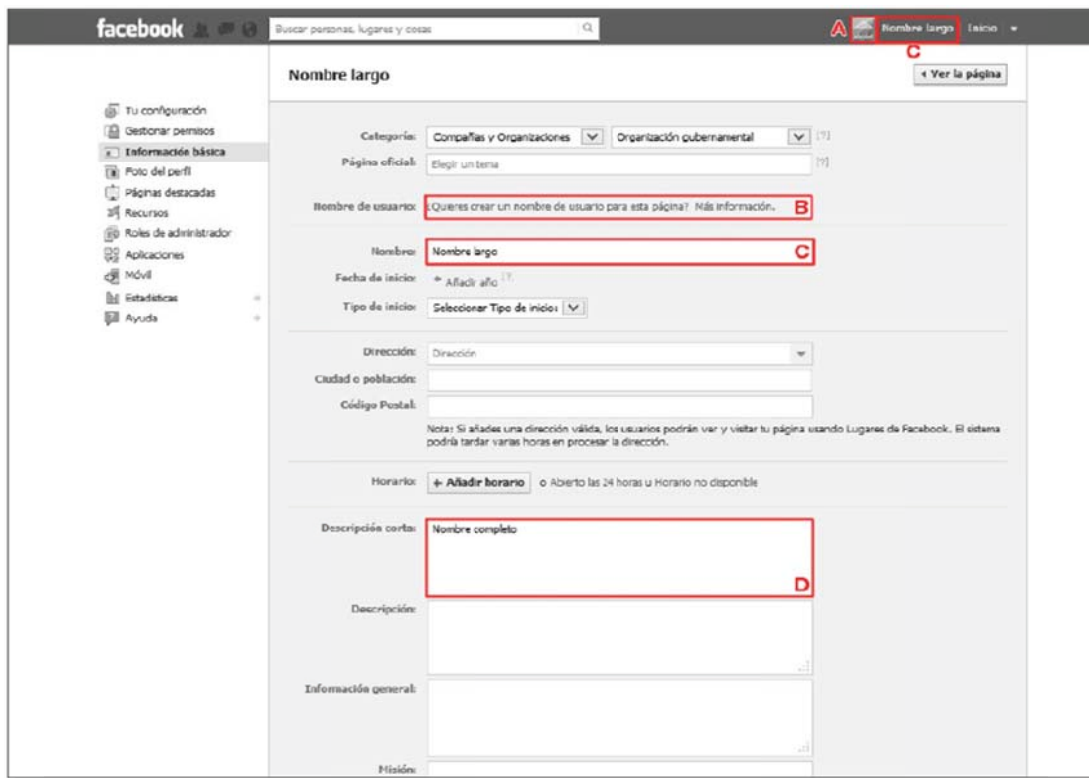 facebook
Buscar personas, lugares y cosas
A
Nombre largo
Inicio
C
Nombre largo
Ver la página
Tu configuración
Gestionar permisos
Información básica
Foto del perfil
Páginas destacadas
Recursos
Roles de administrador
Aplicaciones
Móvil
Estadísticas
Ayuda
Categoría: Compañías y Organizaciones Organización gubernamental [?]
Página oficial: Elegir un tema [?]
Nombre de usuario: ¿Quieres crear un nombre de usuario para esta página? Más información. B
Nombre: Nombre largo C
Fecha de inicio: + Añadir año [?]
Tipo de inicio: Seleccionar Tipo de inicio:
Dirección: Dirección
Ciudad o población:
Código Postal:
Nota: Si añades una dirección válida, los usuarios podrán ver y visitar tu página usando Lugares de Facebook. El sistema
podría tardar varias horas en procesar la dirección.
Horario: + Añadir horario o Abierto las 24 horas u Horario no disponible
Descripción corta: Nombre completo
D
Descripción:
Información general:
Misión: